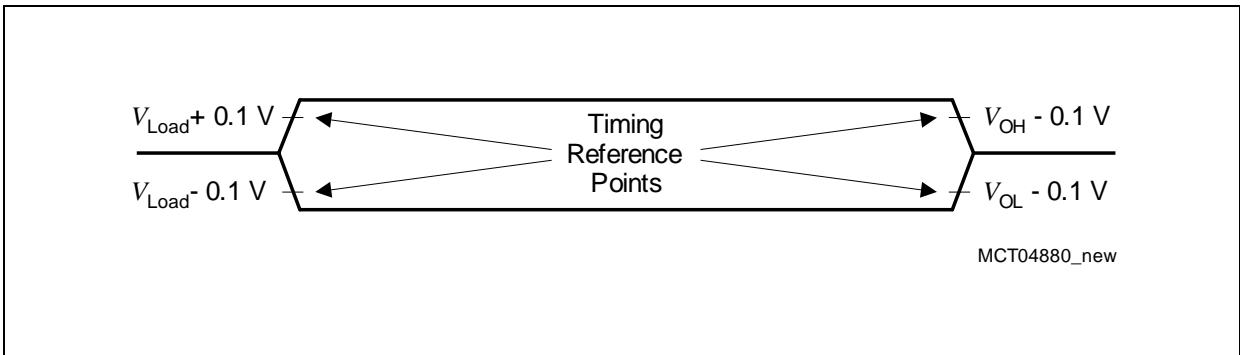 V_Load+ 0.1 V
V_Load- 0.1 V
Timing
Reference
Points
V_OH - 0.1 V
V_OL - 0.1 V
MCT04880_new